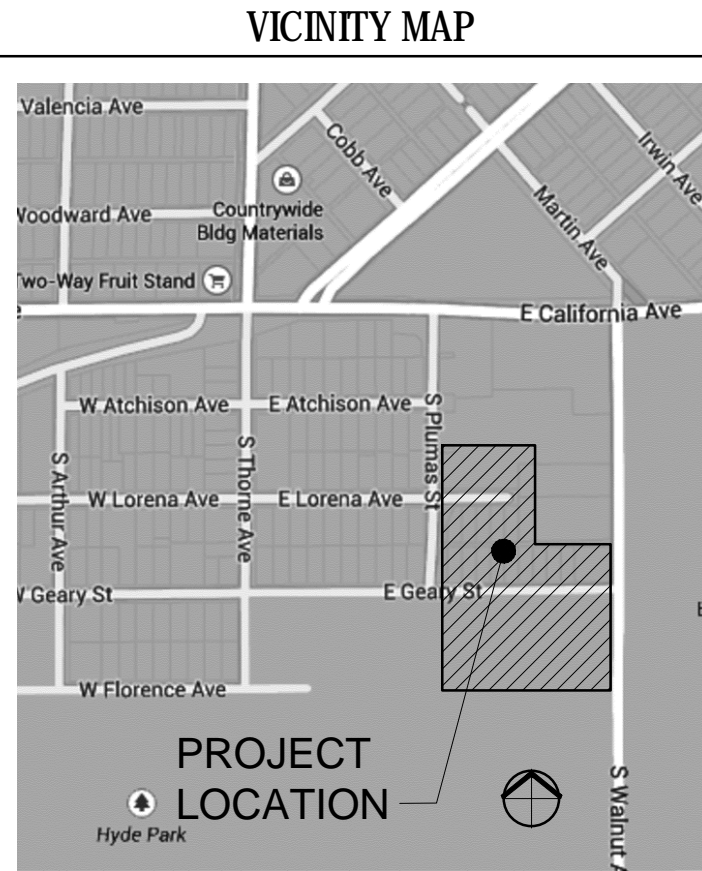 VICINITY MAP
Valencia Ave
Cobb Ave
Irwin Ave
Woodward Ave
Countrywide
Bldg Materials
Martin Ave
Two-Way Fruit Stand
E California Ave
W Atchison Ave
E Atchison Ave
S Plumas St
S Arthur Ave
S Thorne Ave
W Lorena Ave
E Lorena Ave
W Geary St
E Geary St
W Florence Ave
PROJECT
LOCATION
Hyde Park
S Walnut A